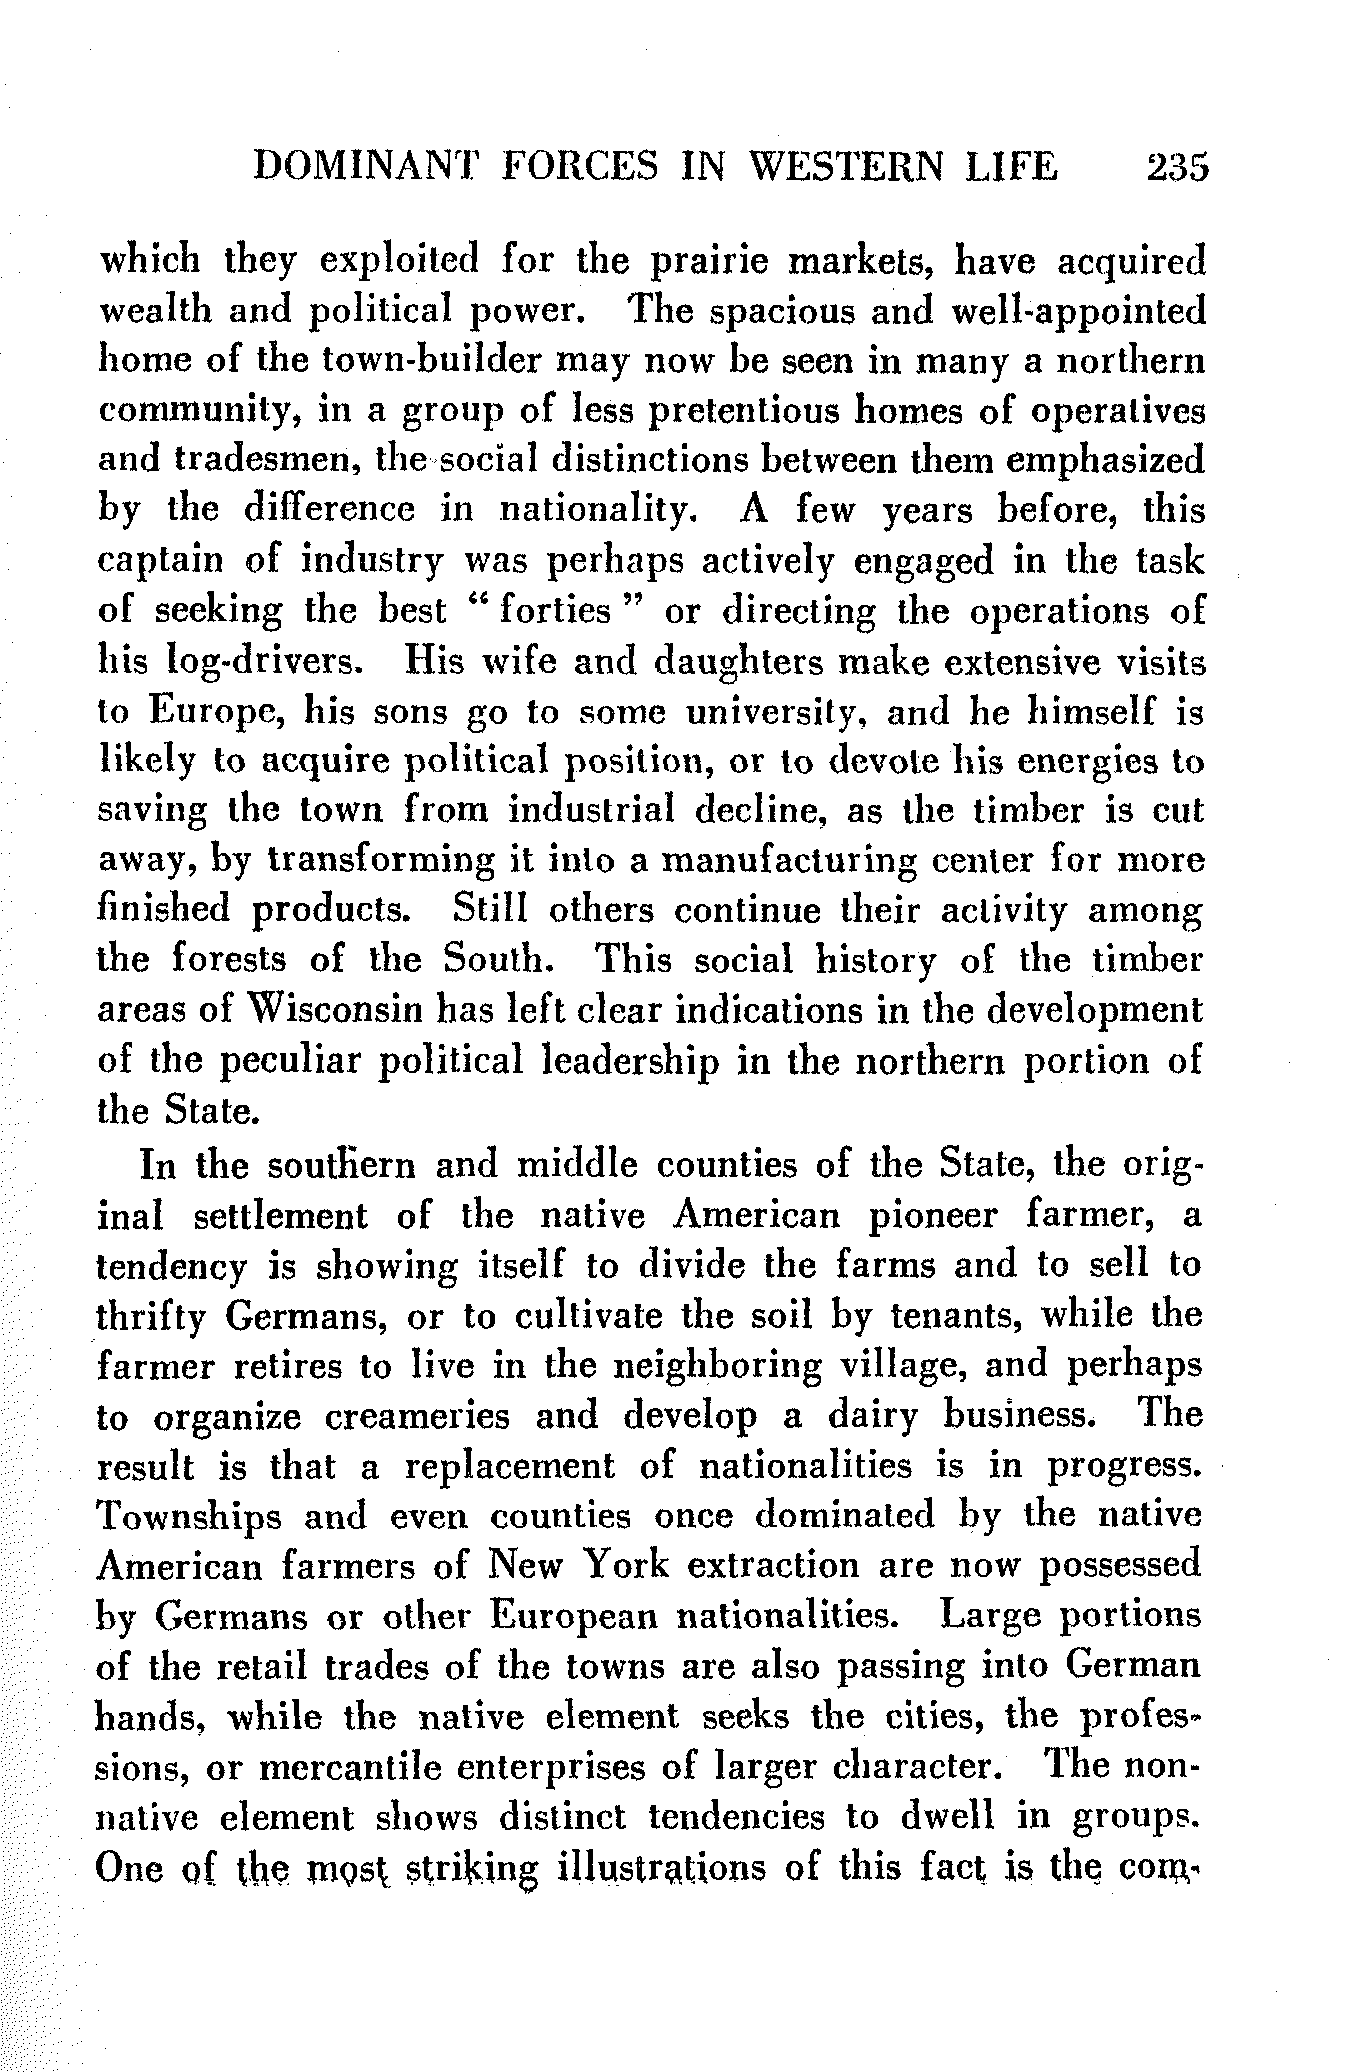 DOMINANT FORCES IN WESTERN LIFE 235
which they exploited for the prairie markets, have acquired
wealth and political power. The spacious and well-appointed
home of the town-builder may now be seen in many a northern
community, in a group of less pretentious homes of operatives
and tradesmen, the social distinctions between them emphasized
by the difference in nationality. A few years before, this
captain of industry was perhaps actively engaged in the task
of seeking the best “ forties ” or directing the operations of
his log-drivers. His wife and daughters make extensive visits
to Europe, his sons go to some university, and he himself is
likely to acquire political position, or to devote his energies to
saving the town from industrial decline, as the timber is cut
away, by transforming it into a manufacturing center for more
finished products. Still others continue their activity among
the forests of the South. This social history of the timber
areas of Wisconsin has left clear indications in the development
of the peculiar political leadership in the northern portion of
the State.
In the southern and middle counties of the State, the orig-
inal settlement of the native American pioneer farmer, a
tendency is showing itself to divide the farms and to sell to
thrifty Germans, or to cultivate the soil by tenants, while the
farmer retires to live in the neighboring village, and perhaps
to organize creameries and develop a dairy business. The
result is that a replacement of nationalities is in progress.
Townships and even counties once dominated by the native
American farmers of New York extraction are now possessed
by Germans or other European nationalities. Large portions
of the retail trades of the towns are also passing into German
hands, while the native element seeks the cities, the profes-
sions, or mercantile enterprises of larger character. The non-
native element shows distinct tendencies to dwell in groups.
One of the most striking illustrations of this fact is the com-